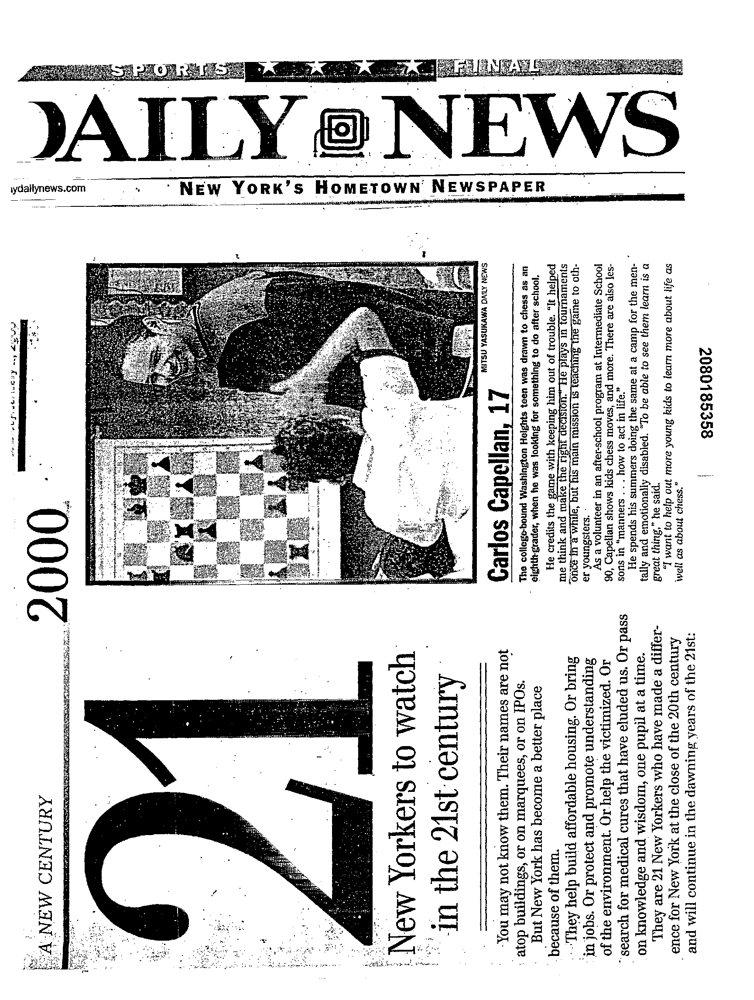 SPORTS FINAL
DAILY NEWS
ydailynews.com
NEW YORK'S HOMETOWN NEWSPAPER
A NEW CENTURY
2000
21
New Yorkers to watch
in the 21st century
You may not know them. Their names are not
atop buildings, or on marquees, or on IPOs.
But New York has become a better place
because of them.
They help build affordable housing. Or bring
in jobs. Or protect and promote understanding
of the environment. Or help the victimized. Or
search for medical cures that have eluded us. Or pass
on knowledge and wisdom, one pupil at a time.
They are 21 New Yorkers who have made a differ-
ence for New York at the close of the 20th century
and will continue in the dawning years of the 21st:
MITSU YASUKAWA DAILY NEWS
Carlos Capellan, 17
The college-bound Washington Heights teen was drawn to chess as an
eighth-grader, when he was looking for something to do after school.
He credits the game with keeping him out of trouble. "It helped
me think and make the right decision." He plays in tournaments
once in a while, but his main mission is teaching the game to oth-
er youngsters.
As a volunteer in an after-school program at Intermediate School
90, Capellan shows kids chess moves, and more. There are also les-
sons in "manners . . . how to act in life."
He spends his summers doing the same at a camp for the men-
tally and emotionally disabled. "To be able to see them learn is a
great thing," he said.
"I want to help out more young kids to learn more about life as
well as about chess."
2080185358